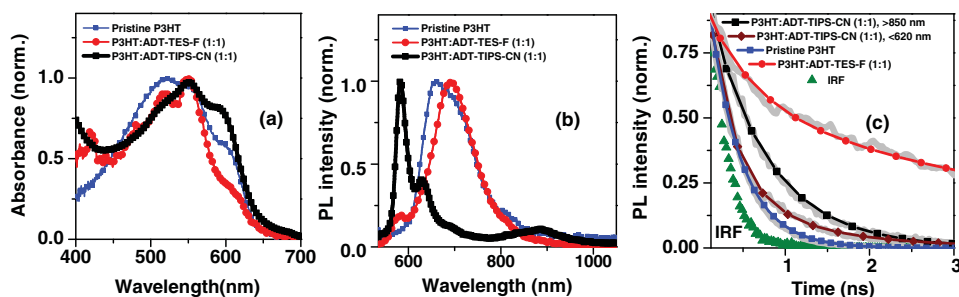 Pristine P3HT
P3HT:ADT-TES-F (1:1)
P3HT:ADT-TIPS-CN (1:1)
1.0
0.5
0.0
Absorbance (norm.)
(a)
400
500
600
700
Wavelength(nm)
Pristine P3HT
P3HT:ADT-TES-F (1:1)
P3HT:ADT-TIPS-CN (1:1)
1.0
0.5
0.0
PL intensity (norm.)
(b)
600
800
1000
Wavelength (nm)
P3HT:ADT-TIPS-CN (1:1), >850 nm
P3HT:ADT-TIPS-CN (1:1), <620 nm
Pristine P3HT
P3HT:ADT-TES-F (1:1)
IRF
0.75
0.50
0.25
0.00
PL intensity (norm.)
(c)
IRF
1
2
3
Time (ns)